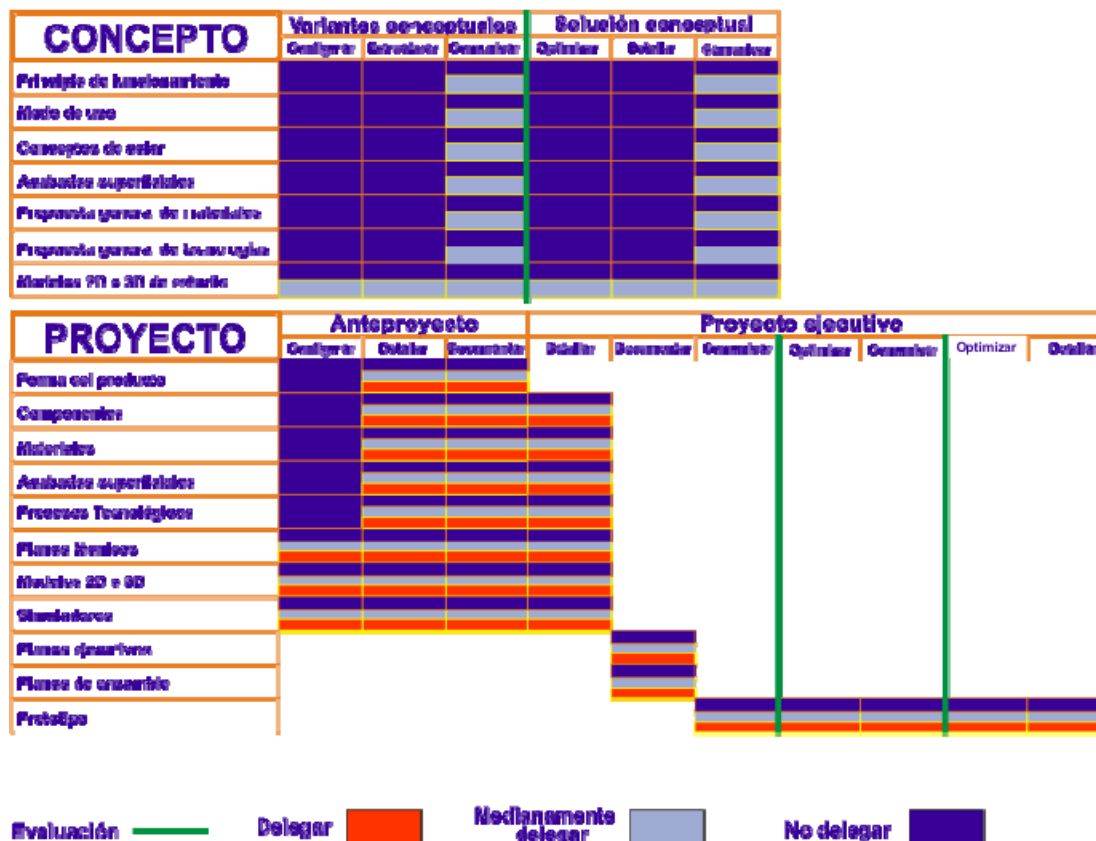 CONCEPTO
Variantes conceptuales
Solución conceptual
Configurar Estructurar Comunicar Optimizar Detallar Comunicar
Principio de funcionamiento
Modo de uso
Conceptos de color
Acabados superficiales
Propuesta general de materiales
Propuesta general de tecnologías
Modelos 2D o 3D de estudio
PROYECTO
Anteproyecto
Proyecto ejecutivo
Configurar Detallar Documentar Detallar Documentar Comunicar Optimizar Comunicar Optimizar Detallar
Forma del producto
Componentes
Materiales
Acabados superficiales
Procesos Tecnológicos
Planos técnicos
Modelos 2D o 3D
Simuladores
Planos ejecutivos
Planos de ensamble
Prototipo
Evaluación
Delegar
Medianamente
delegar
No delegar